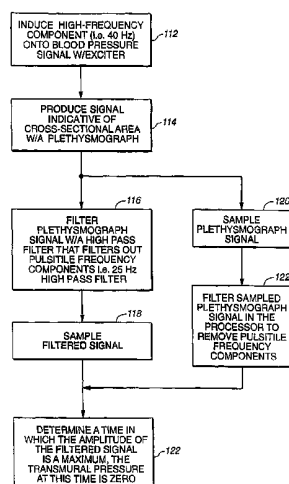 INDUCE HIGH-FREQUENCY
COMPONENT (i.e. 40 Hz)
ONTO BLOOD PRESSURE
SIGNAL W/EXCITER
112
PRODUCE SIGNAL
INDICATIVE OF
CROSS-SECTIONAL AREA
W/A PLETHYSMOGRAPH
114
116
FILTER
PLETHYSMOGRAPH
SIGNAL W/A HIGH PASS
FILTER THAT FILTERS OUT
PULSITILE FREQUENCY
COMPONENTS i.e. 25 Hz
HIGH PASS FILTER
120
SAMPLE
PLETHYSMOGRAPH
SIGNAL
118
SAMPLE
FILTERED SIGNAL
122
FILTER SAMPLED
PLETHYSMOGRAPH
SIGNAL IN THE
PROCESSOR TO
REMOVE PULSITILE
FREQUENCY
COMPONENTS
DETERMINE A TIME IN
WHICH THE AMPLITUDE OF
THE FILTERED SIGNAL
IS A MAXIMUM, THE
TRANSMURAL PRESSURE
AT THIS TIME IS ZERO
122